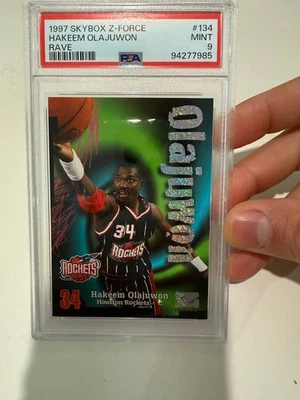 1997 SKYBOX Z-FORCE #134
HAKEEM OLAJUWON MINT
RAVE PSA 9
94277985
Olajuwon
34
ROCKETS
ROCKETS
34
Hakeem Olajuwon
Houston Rockets